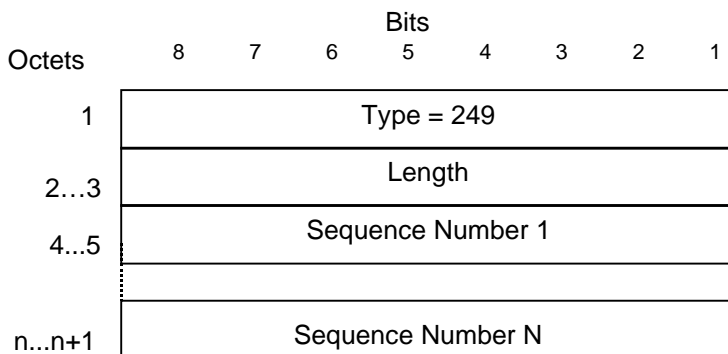 Bits
Octets 8 7 6 5 4 3 2 1
1 Type = 249
2…3 Length
4...5 Sequence Number 1
n...n+1 Sequence Number N